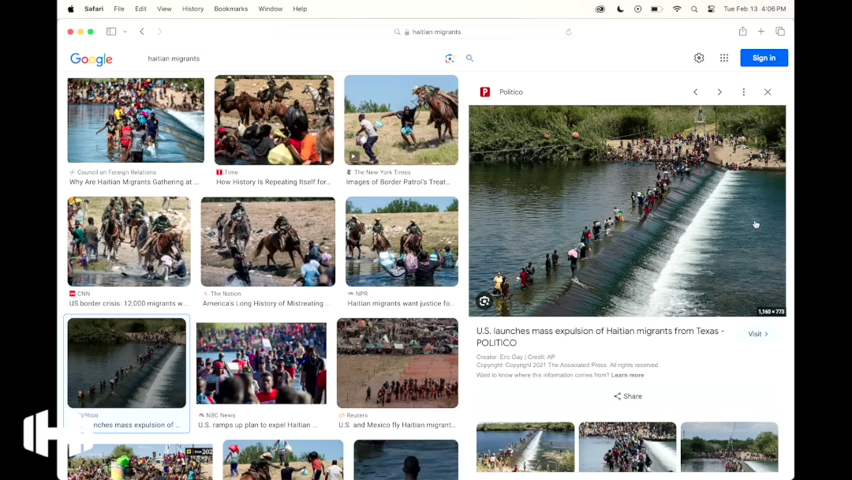 Safari File Edit View History Bookmarks Window Help
Tue Feb 13 4:06 PM
haitian migrants
Google
haitian migrants
Sign in
Politico
Council on Foreign Relations
Why Are Haitian Migrants Gathering at ...
Time
How History Is Repeating Itself for...
The New York Times
Images of Border Patrol's Treat...
CNN
US border crisis: 12,000 migrants w...
The Nation
America's Long History of Mistreating ...
NPR
Haitian migrants want justice fo...
1,160 × 773
U.S. launches mass expulsion of Haitian migrants from Texas -
POLITICO
Visit
Creator: Eric Gay | Credit: AP
Copyright: Copyright 2021 The Associated Press. All rights reserved
Want to know where this information comes from? Learn more
Share
launches mass expulsion of ...
NBC News
U.S. ramps up plan to expel Haitian ...
Reuters
U.S. and Mexico fly Haitian migrant...